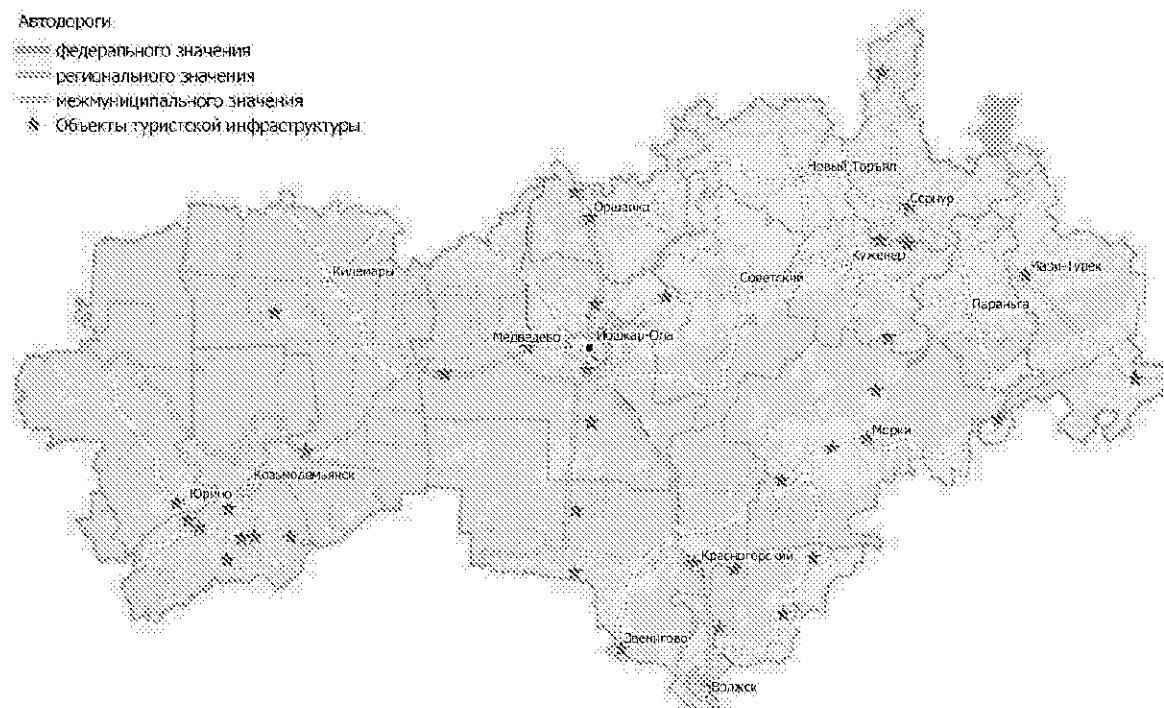 Автодороги:
федерального значения
регионального значения
межмуниципального значения
Объекты туристской инфраструктуры
Новый Торъял
Сернур
Оршанка
Куженер
Килемары
Советский
Мари-Турек
Параньга
Медведево
Йошкар-Ола
Морки
Козьмодемьянск
Юрино
Красногорский
Звенигово
Волжск